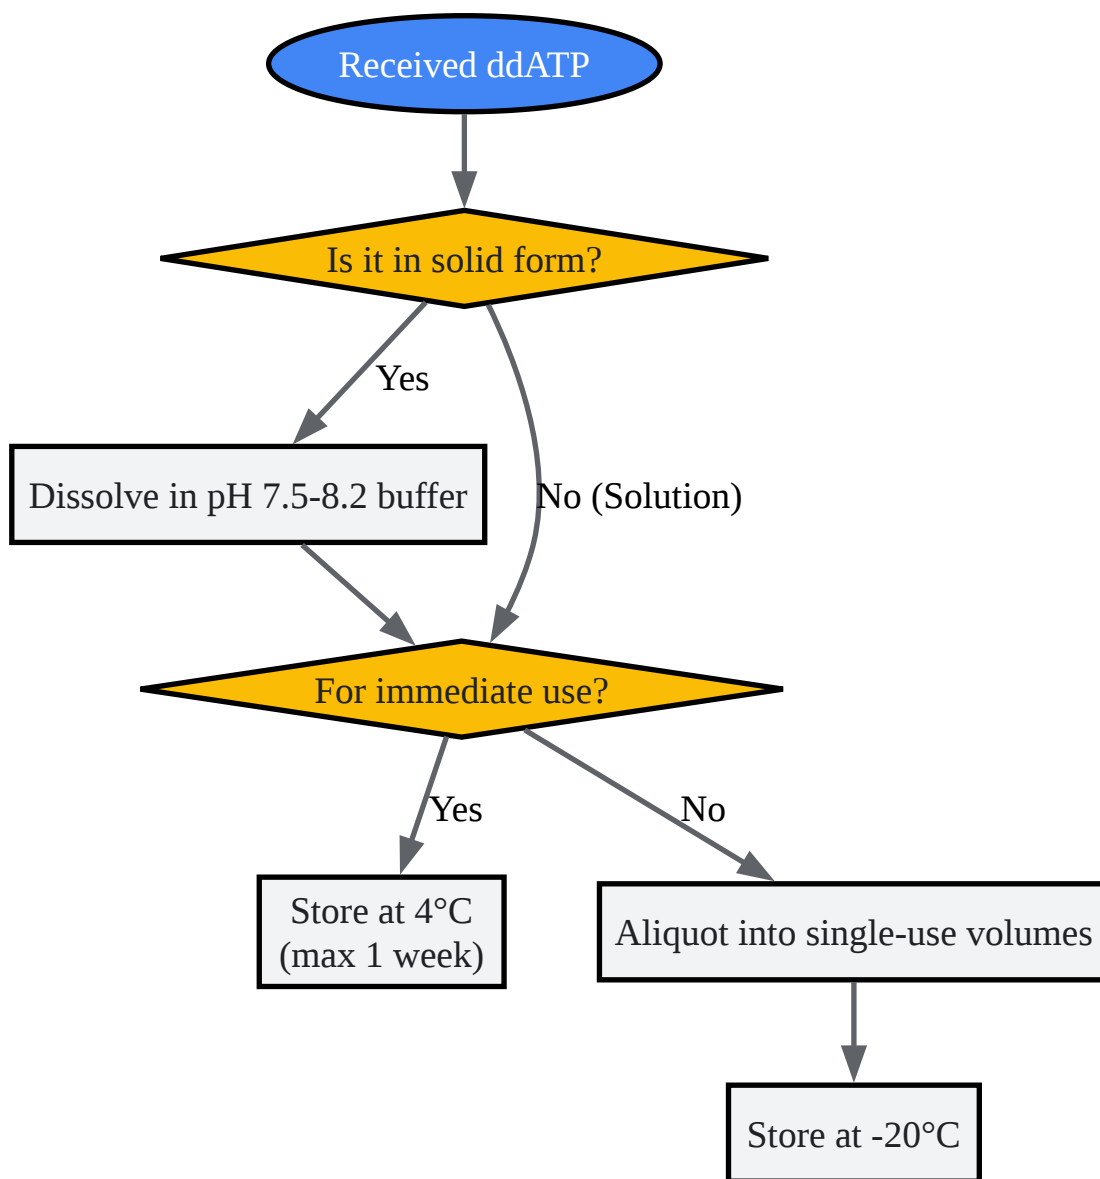 Received ddATP
Is it in solid form?
Yes
Dissolve in pH 7.5-8.2 buffer
No (Solution)
For immediate use?
Yes
No
Store at 4°C
(max 1 week)
Aliquot into single-use volumes
Store at -20°C